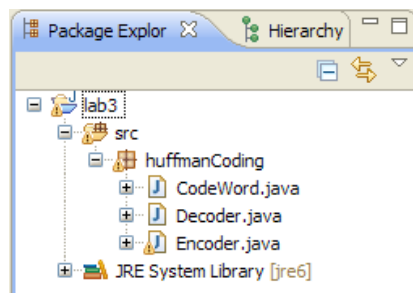 Package Explor Hierarchy
lab3
src
huffmanCoding
CodeWord.java
Decoder.java
Encoder.java
JRE System Library [jre6]